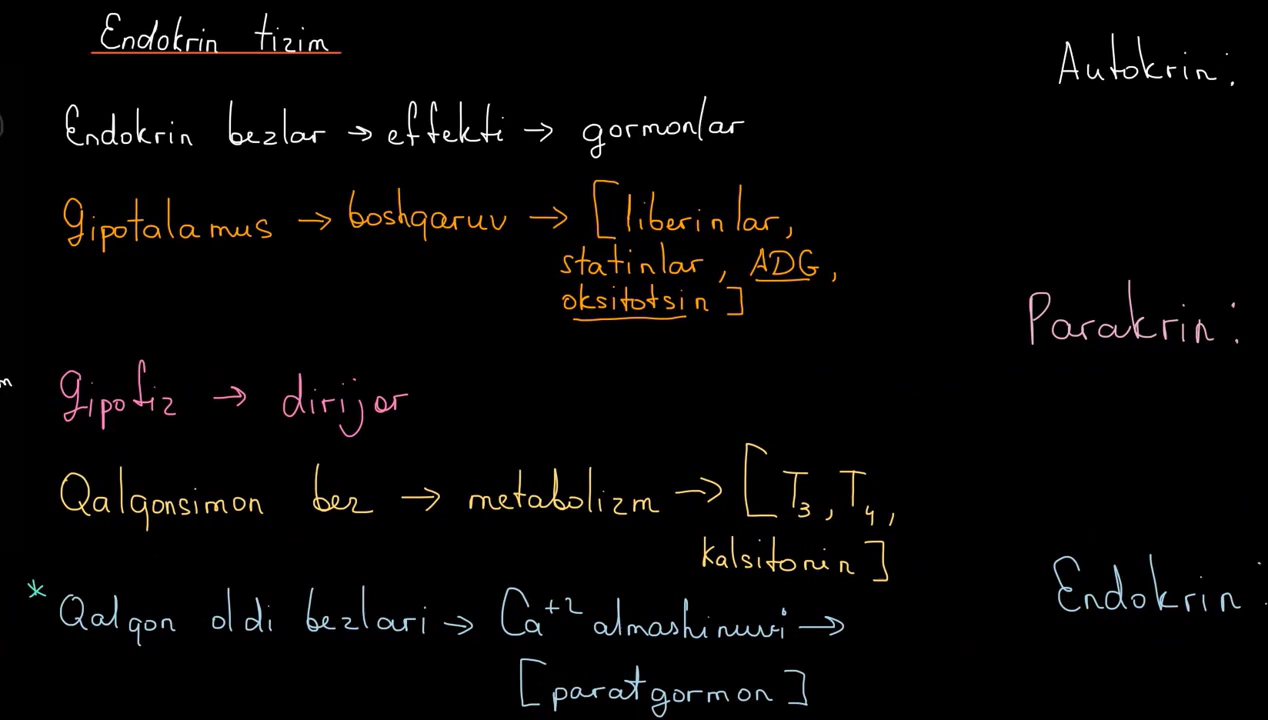 Endokrin tizim
Endokrin bezlar → effekti → gormonlar
Gipotalamus → boshqaruv → [liberinlar,
statinlar, ADG,
oksitotsin]
Gipofiz → dirijor
Qalqonsimon bez → metabolizm → [T₃, T₄,
kalsitonin]
* Qalqon oldi bezlari → Ca⁺² almashinuvi →
[paratgormon]
Autokrin:
Parakrin:
Endokrin: